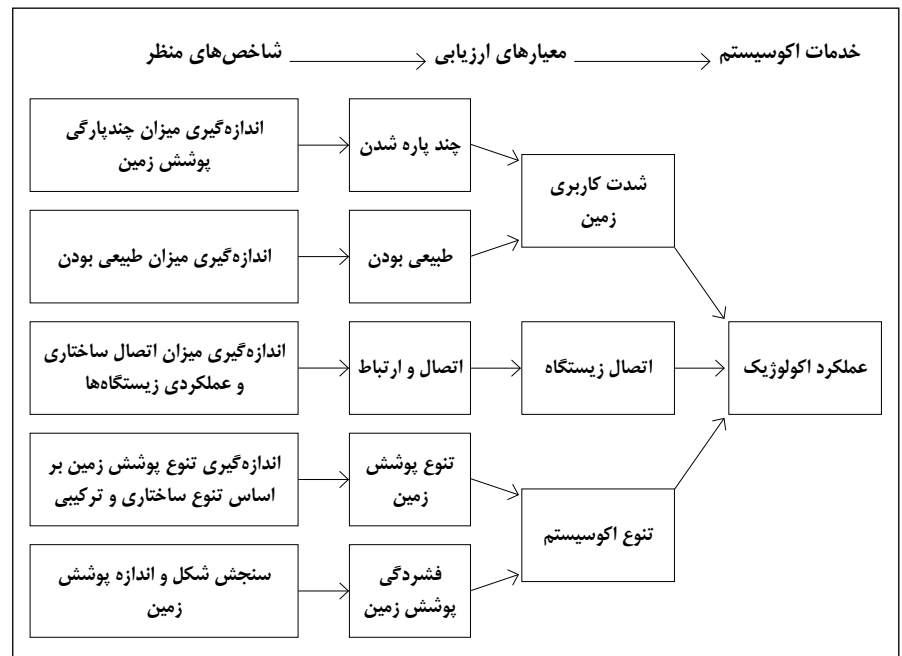 شاخص‌های منظر
معیارهای ارزیابی
خدمات اکوسیستم
اندازه‌گیری میزان چندپارگی
پوشش زمین
چند پاره شدن
شدت کاربری
زمین
اندازه‌گیری میزان طبیعی بودن
طبیعی بودن
اندازه‌گیری میزان اتصال ساختاری
و عملکردی زیستگاه‌ها
اتصال و ارتباط
اتصال زیستگاه
عملکرد اکولوژیک
اندازه‌گیری تنوع پوشش زمین بر
اساس تنوع ساختاری و ترکیبی
تنوع پوشش
زمین
تنوع اکوسیستم
سنجش شکل و اندازه پوشش
زمین
فشردگی
پوشش زمین